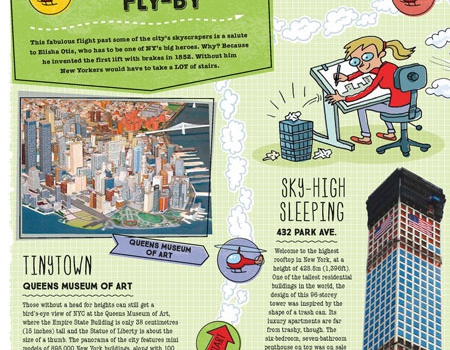 FLY-BY
This fabulous flight past some of the city's skyscrapers is a salute
to Elisha Otis, who has to be one of NY's big heroes. Why? Because
he invented the first lift with brakes in 1852. Without him
New Yorkers would have to take a LOT of stairs.
QUEENS MUSEUM
OF ART
TINYTOWN
QUEENS MUSEUM OF ART
Those without a head for heights can still get a
bird's-eye view of NYC at the Queens Museum of Art,
where the Empire State Building is only 38 centimetres
(15 inches) tall and the Statue of Liberty is about the
size of a thumb. The panorama of the city features mini
models of 895,000 New York buildings, along with 100
START
SKY-HIGH
SLEEPING
432 PARK AVE.
Welcome to the highest
rooftop in New York, at a
height of 425.5m (1,396ft).
One of the tallest residential
buildings in the world, the
design of this 96-storey
tower was inspired by the
shape of a trash can. Its
luxury apartments are far
from trashy, though. The
six-bedroom, seven-bathroom
penthouse on top was on sale